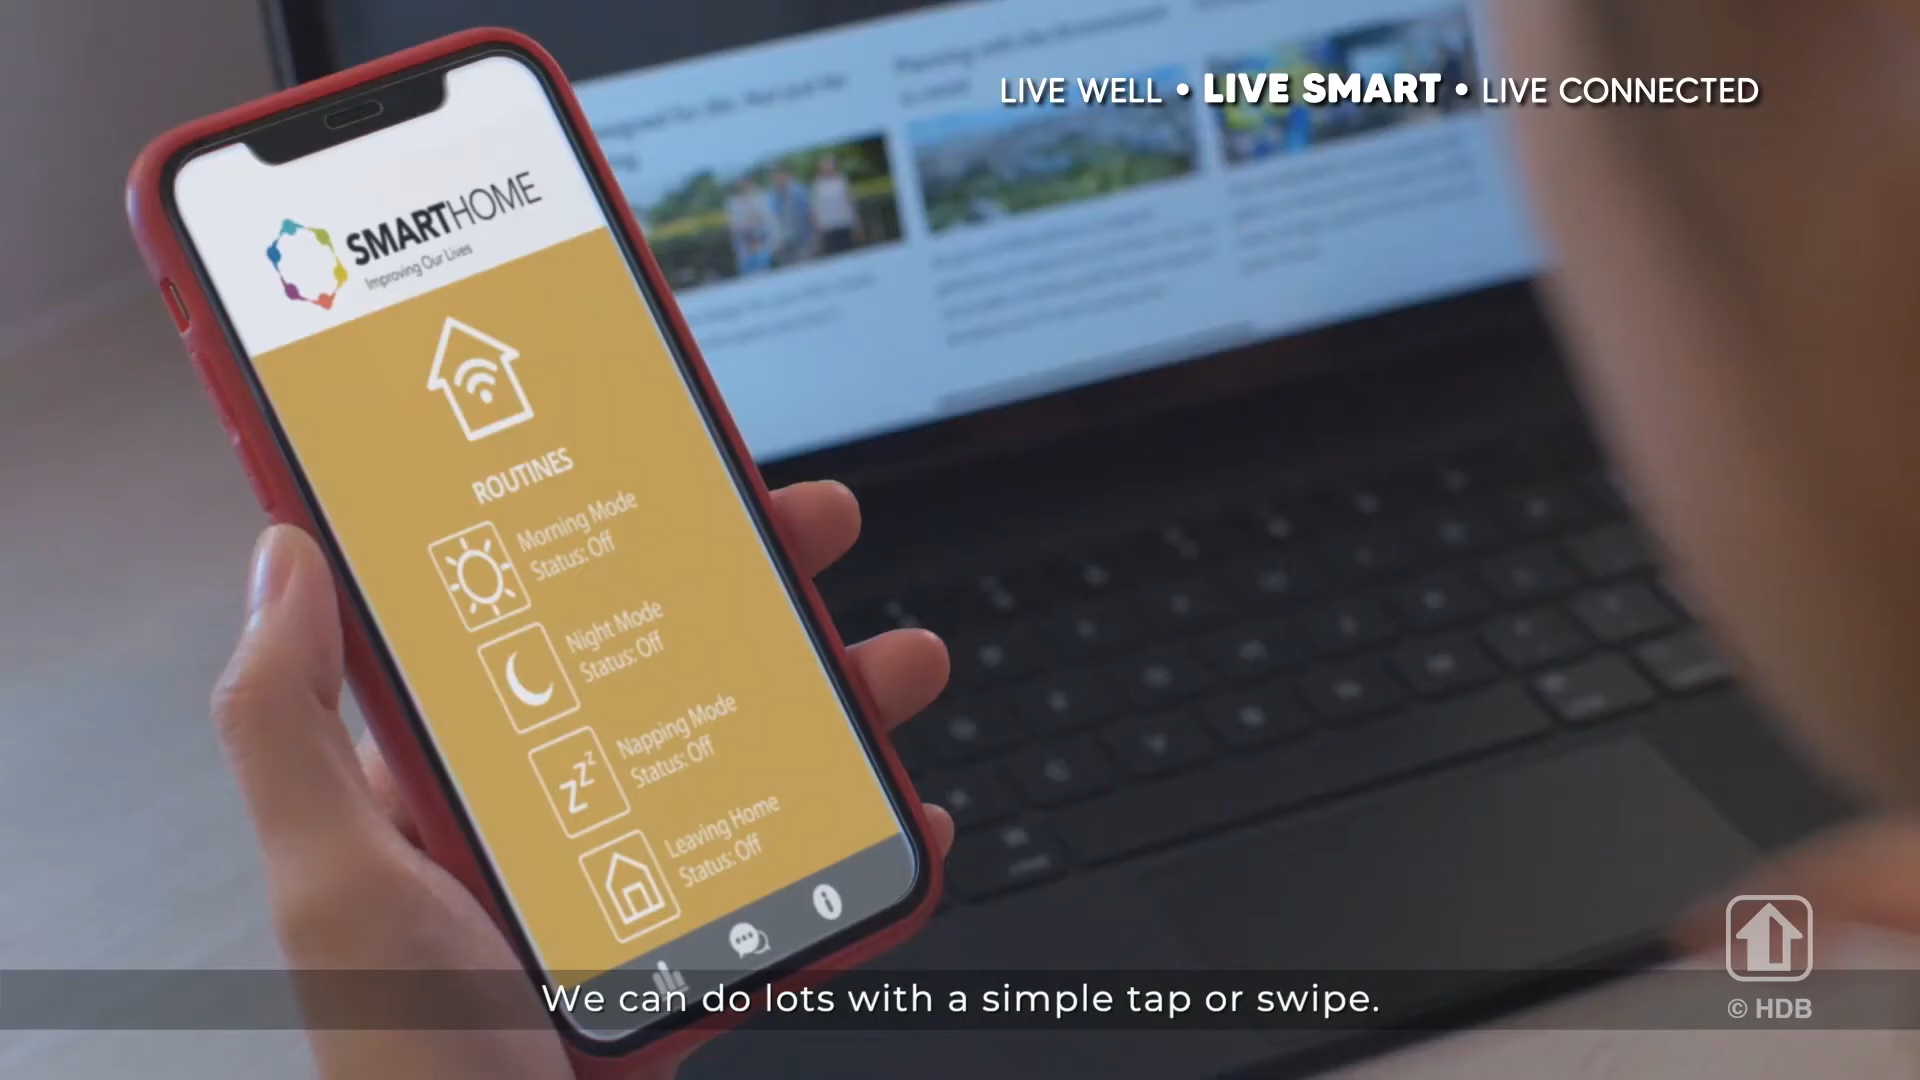 LIVE WELL • LIVE SMART • LIVE CONNECTED
SMARTHOME
Improving Our Lives
ROUTINES
Morning Mode
Status: Off
Night Mode
Status: Off
Napping Mode
Status: Off
Leaving Home
Status: Off
We can do lots with a simple tap or swipe.
© HDB